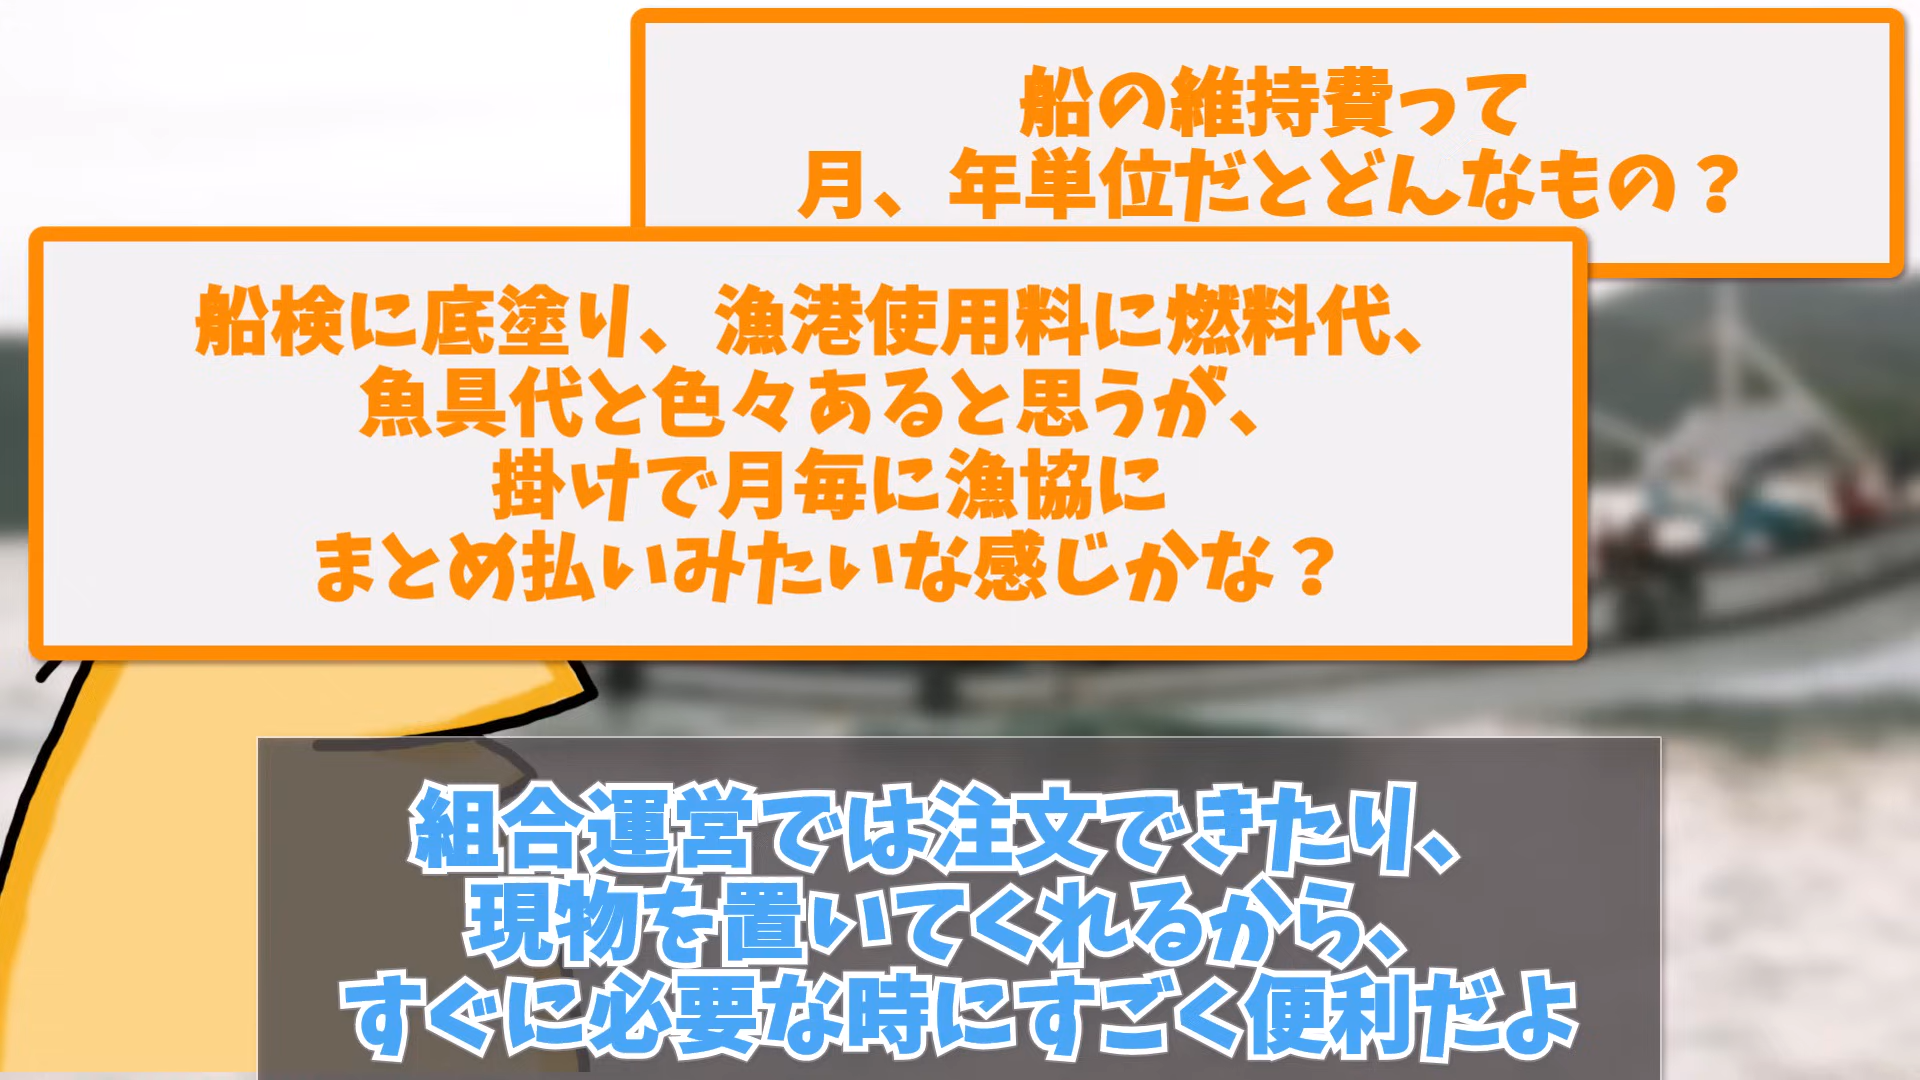 船の維持費って
月、年単位だとどんなもの？
船検に底塗り、漁港使用料に燃料代、
魚具代と色々あると思うが、
掛けで月毎に漁協に
まとめ払いみたいな感じかな？
組合運営では注文できたり、
現物を置いてくれるから、
すぐに必要な時にすごく便利だよ